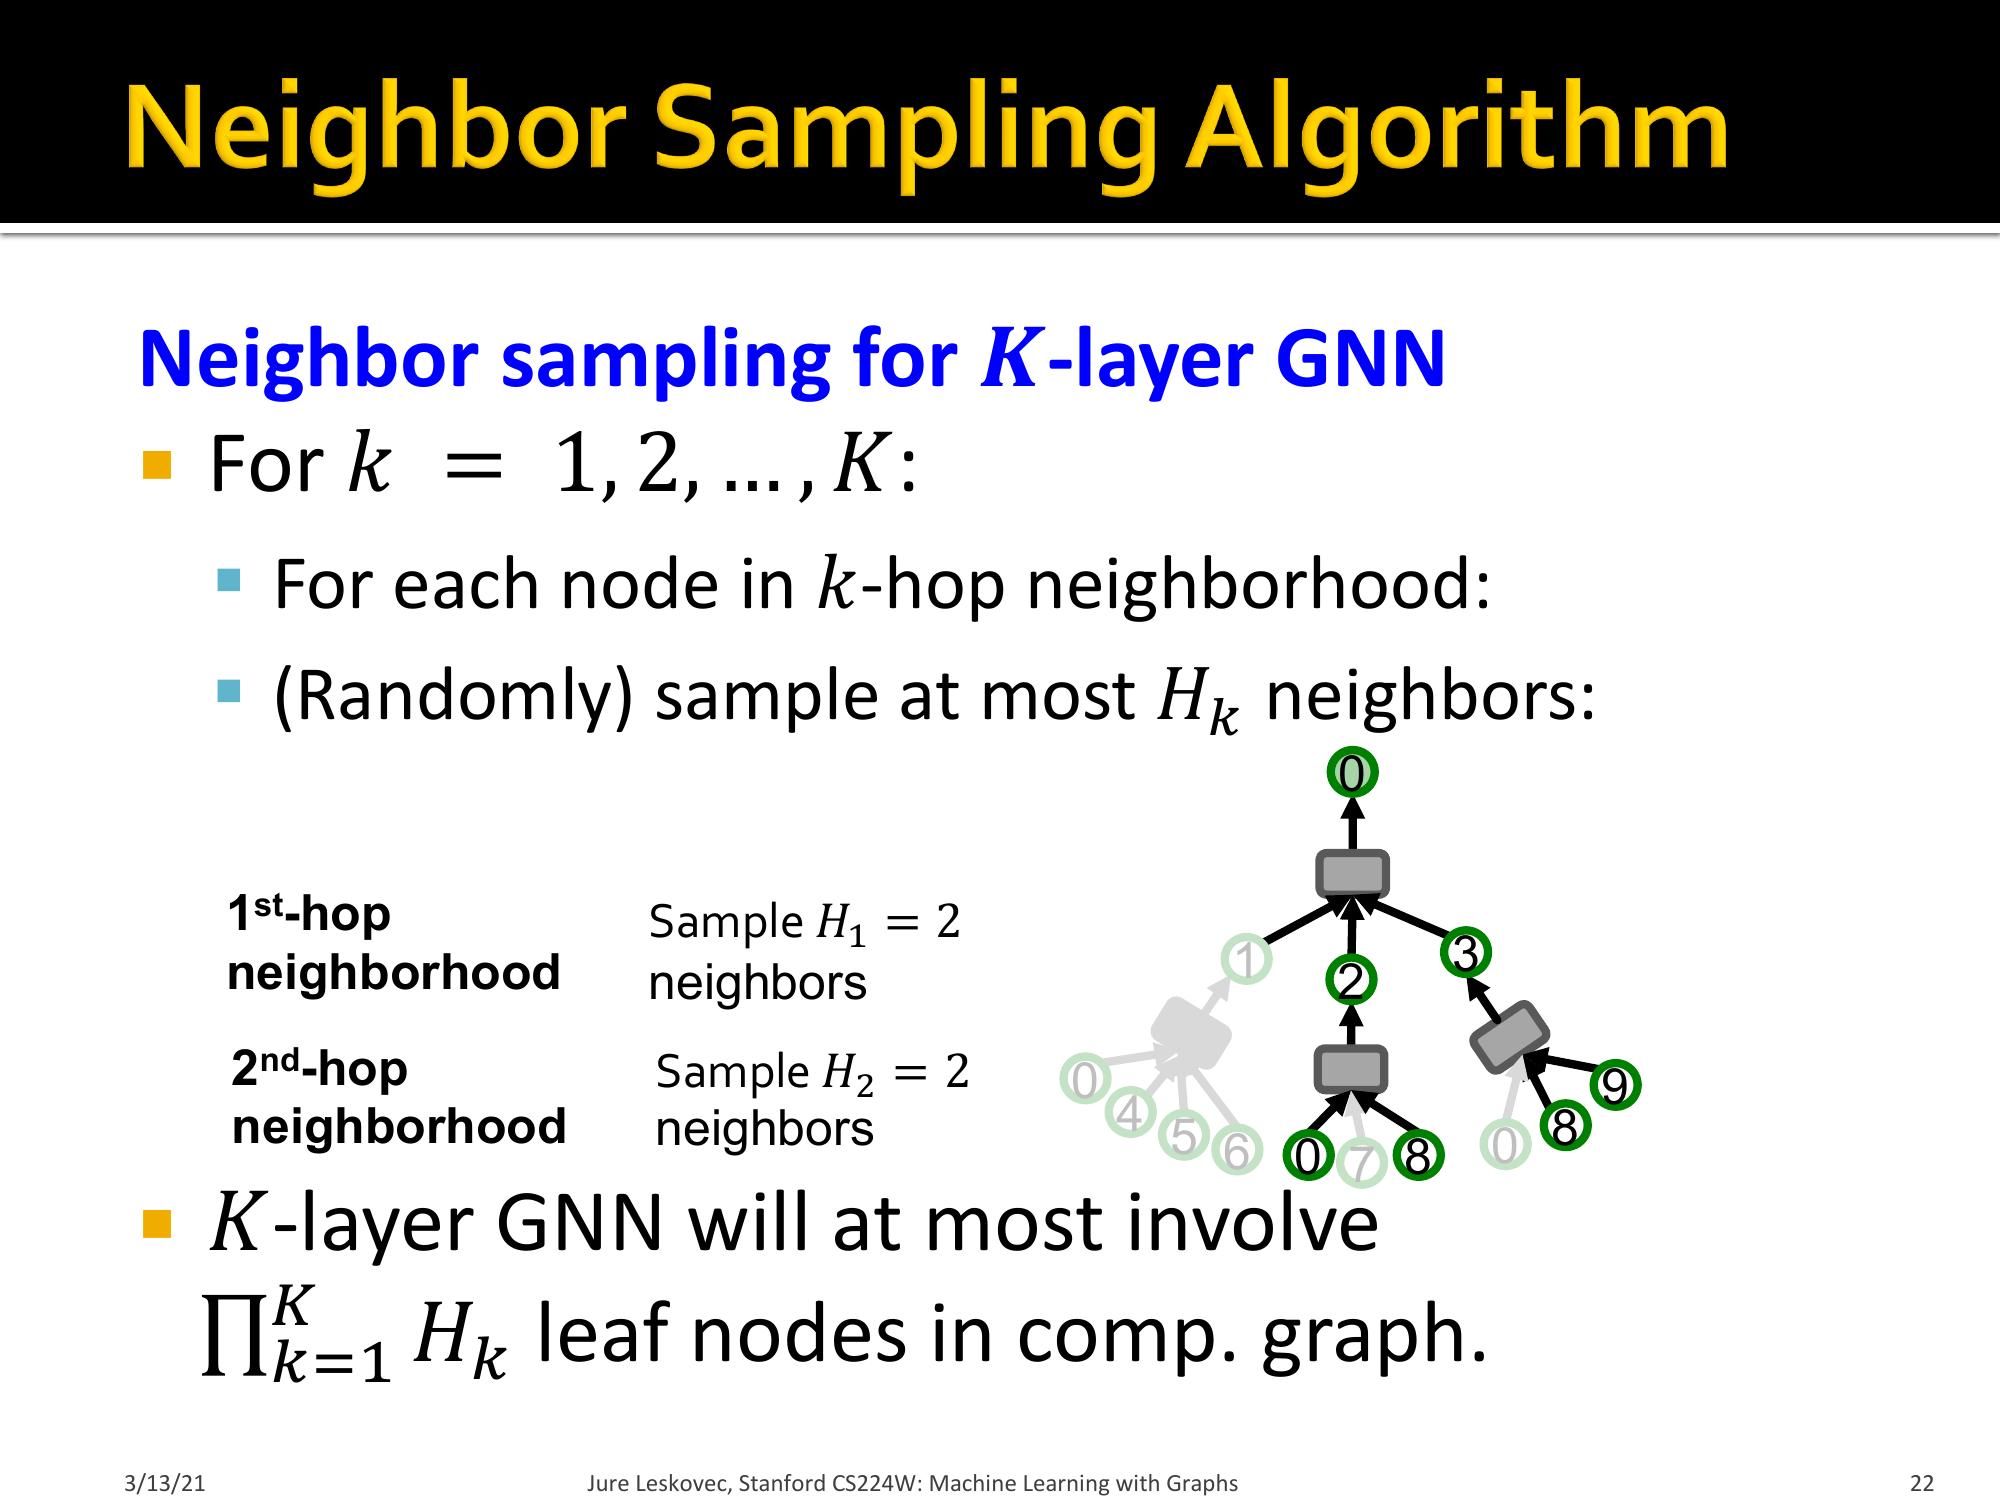 Neighbor Sampling Algorithm
Neighbor sampling for K-layer GNN
For k = 1, 2, … , K:
For each node in k-hop neighborhood:
(Randomly) sample at most H_k neighbors:
1st-hop
neighborhood
Sample H_1 = 2
neighbors
2nd-hop
neighborhood
Sample H_2 = 2
neighbors
0
1 2 3
0 4 5 6 0 7 8 0 8 9
K-layer GNN will at most involve
∏_{k=1}^{K} H_k leaf nodes in comp. graph.
3/13/21
Jure Leskovec, Stanford CS224W: Machine Learning with Graphs
22